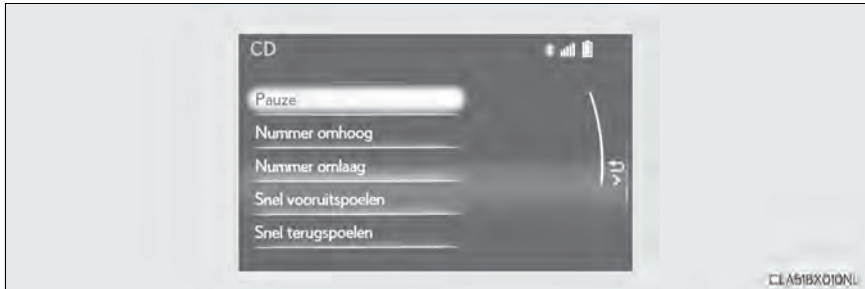 CD
Pauze
Nummer omhoog
Nummer omlaag
Snel vooruitspoelen
Snel terugspoelen
CLA51BX010NL